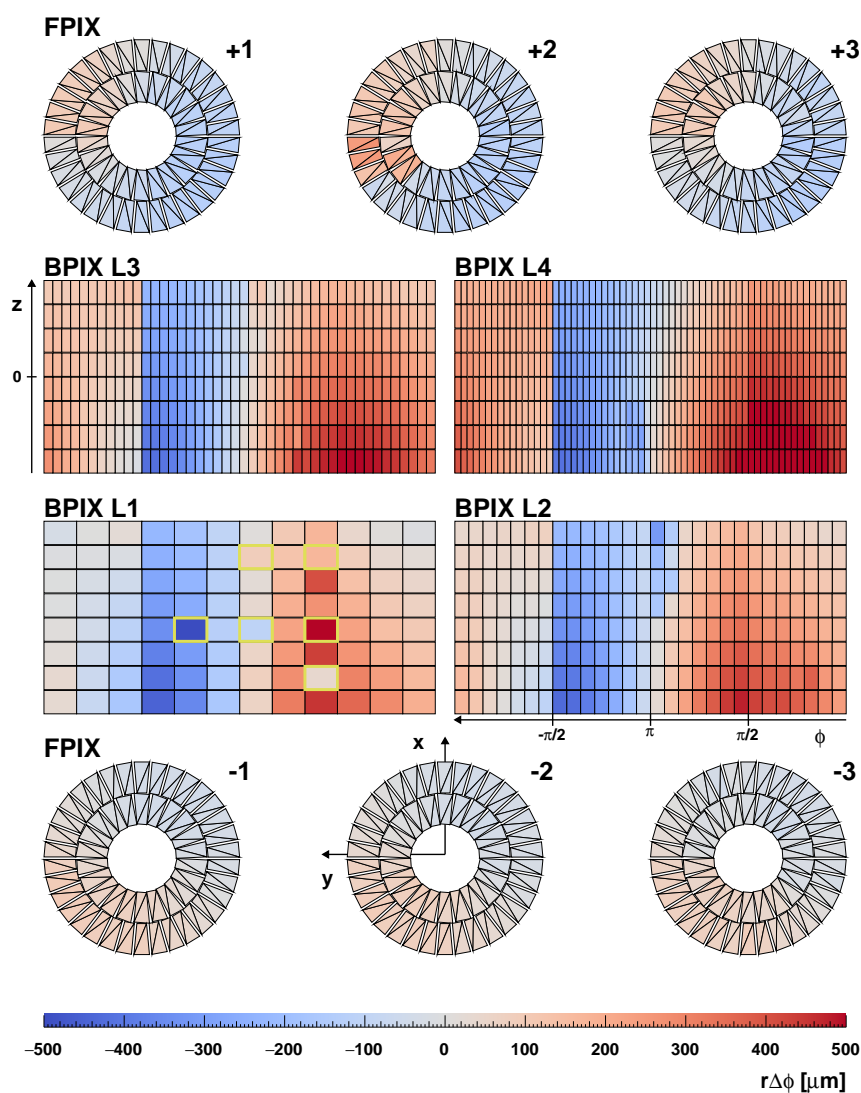 FPIX
+1 +2 +3
BPIX L3 BPIX L4
z
0
BPIX L1 BPIX L2
-π/2 π π/2 ϕ
FPIX
x
-1 -2 -3
y
−500 −400 −300 −200 −100 0 100 200 300 400 500
rΔϕ [μm]